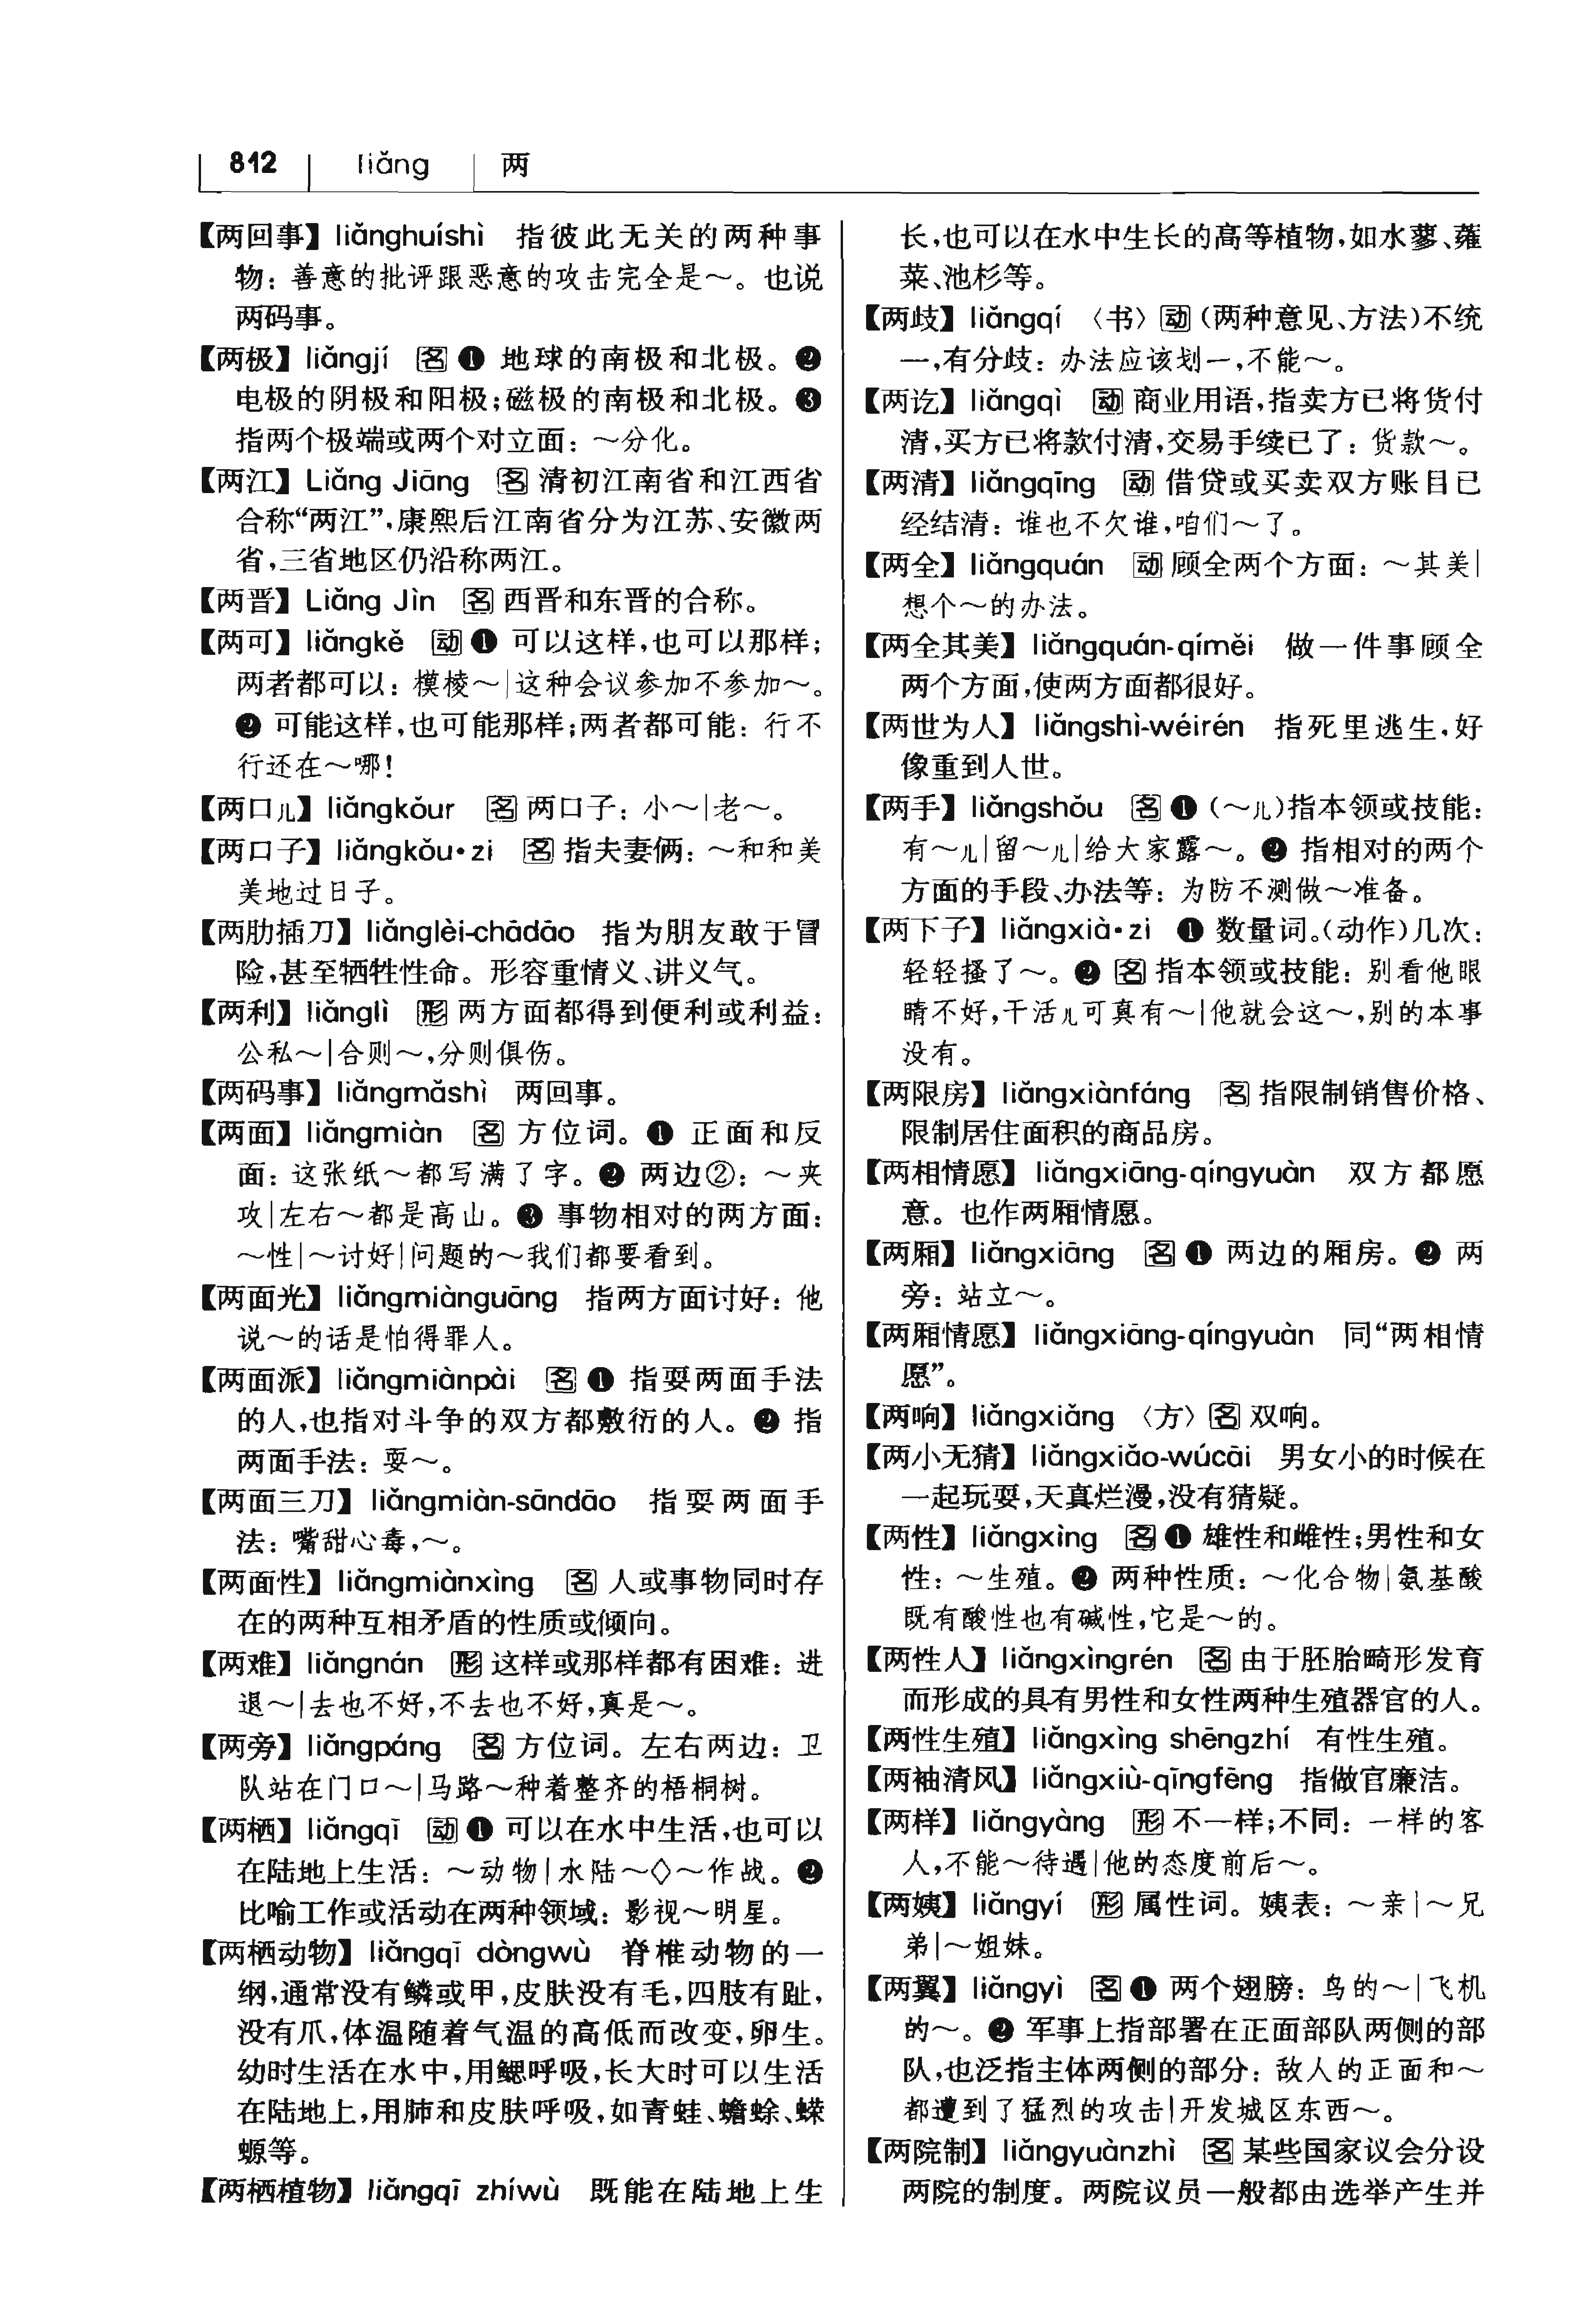 812 liǎng 两
【两回事】liǎnghuíshì 指彼此无关的两种事
物：善意的批评跟恶意的攻击完全是～。也说
两码事。
【两极】liǎngjí 名❶ 地球的南极和北极。❷
电极的阴极和阳极；磁极的南极和北极。❸
指两个极端或两个对立面：～分化。
【两江】Liǎng Jiāng 名 清初江南省和江西省
合称“两江”，康熙后江南省分为江苏、安徽两
省，三省地区仍沿称两江。
【两晋】Liǎng Jìn 名 西晋和东晋的合称。
【两可】liǎngkě 动❶ 可以这样，也可以那样；
两者都可以：模棱～|这种会议参加不参加～。
❷ 可能这样，也可能那样；两者都可能：行不
行还在～哪！
【两口儿】liǎngkǒur 名 两口子：小～|老～。
【两口子】liǎngkǒu•zi 名 指夫妻俩：～和和美
美地过日子。
【两肋插刀】liǎnglèi-chādāo 指为朋友敢于冒
险，甚至牺牲性命。形容重情义、讲义气。
【两利】liǎnglì 形 两方面都得到便利或利益：
公私～|合则～，分则俱伤。
【两码事】liǎngmǎshì 两回事。
【两面】liǎngmiàn 名 方位词。❶ 正面和反
面：这张纸～都写满了字。❷ 两边②：～夹
攻|左右～都是高山。❸ 事物相对的两方面：
～性|～讨好|问题的～我们都要看到。
【两面光】liǎngmiànguāng 指两方面讨好：他
说～的话是怕得罪人。
【两面派】liǎngmiànpài 名❶ 指耍两面手法
的人，也指对斗争的双方都敷衍的人。❷ 指
两面手法：耍～。
【两面三刀】liǎngmiàn-sāndāo 指耍两面手
法：嘴甜心毒，～。
【两面性】liǎngmiànxìng 名 人或事物同时存
在的两种互相矛盾的性质或倾向。
【两难】liǎngnán 形 这样或那样都有困难：进
退～|去也不好，不去也不好，真是～。
【两旁】liǎngpáng 名 方位词。左右两边：卫
队站在门口～|马路～种着整齐的梧桐树。
【两栖】liǎngqī 动❶ 可以在水中生活，也可以
在陆地上生活：～动物|水陆～◇～作战。❷
比喻工作或活动在两种领域：影视～明星。
【两栖动物】liǎngqī dòngwù 脊椎动物的一
纲，通常没有鳞或甲，皮肤没有毛，四肢有趾，
没有爪，体温随着气温的高低而改变，卵生。
幼时生活在水中，用鳃呼吸，长大时可以生活
在陆地上，用肺和皮肤呼吸，如青蛙、蟾蜍、蝾
螈等。
【两栖植物】liǎngqī zhíwù 既能在陆地上生
长，也可以在水中生长的高等植物，如水蓼、蕹
菜、池杉等。
【两歧】liǎngqí 〈书〉动（两种意见、方法）不统
一，有分歧：办法应该划一，不能～。
【两讫】liǎngqì 动 商业用语，指卖方已将货付
清，买方已将款付清，交易手续已了：货款～。
【两清】liǎngqīng 动 借贷或买卖双方账目已
经结清：谁也不欠谁，咱们～了。
【两全】liǎngquán 动 顾全两个方面：～其美|
想个～的办法。
【两全其美】liǎngquán-qíměi 做一件事顾全
两个方面，使两方面都很好。
【两世为人】liǎngshì-wéirén 指死里逃生，好
像重到人世。
【两手】liǎngshǒu 名❶（～儿）指本领或技能：
有～儿|留～儿|给大家露～。❷ 指相对的两个
方面的手段、办法等：为防不测做～准备。
【两下子】liǎngxià•zi ❶ 数量词。（动作）几次：
轻轻搔了～。❷ 名 指本领或技能：别看他眼
睛不好，干活儿可真有～|他就会这～，别的本事
没有。
【两限房】liǎngxiànfáng 名 指限制销售价格、
限制居住面积的商品房。
【两相情愿】liǎngxiāng-qíngyuàn 双方都愿
意。也作两厢情愿。
【两厢】liǎngxiāng 名❶ 两边的厢房。❷ 两
旁：站立～。
【两厢情愿】liǎngxiāng-qíngyuàn 同“两相情
愿”。
【两响】liǎngxiǎng 〈方〉名 双响。
【两小无猜】liǎngxiǎo-wúcāi 男女小的时候在
一起玩耍，天真烂漫，没有猜疑。
【两性】liǎngxìng 名❶ 雄性和雌性；男性和女
性：～生殖。❷ 两种性质：～化合物|氨基酸
既有酸性也有碱性，它是～的。
【两性人】liǎngxìngrén 名 由于胚胎畸形发育
而形成的具有男性和女性两种生殖器官的人。
【两性生殖】liǎngxìng shēngzhí 有性生殖。
【两袖清风】liǎngxiù-qīngfēng 指做官廉洁。
【两样】liǎngyàng 形 不一样；不同：一样的客
人，不能～待遇|他的态度前后～。
【两姨】liǎngyí 形 属性词。姨表：～亲|～兄
弟|～姐妹。
【两翼】liǎngyì 名❶ 两个翅膀：鸟的～|飞机
的～。❷ 军事上指部署在正面部队两侧的部
队，也泛指主体两侧的部分：敌人的正面和～
都遭到了猛烈的攻击|开发城区东西～。
【两院制】liǎngyuànzhì 名 某些国家议会分设
两院的制度。两院议员一般都由选举产生并